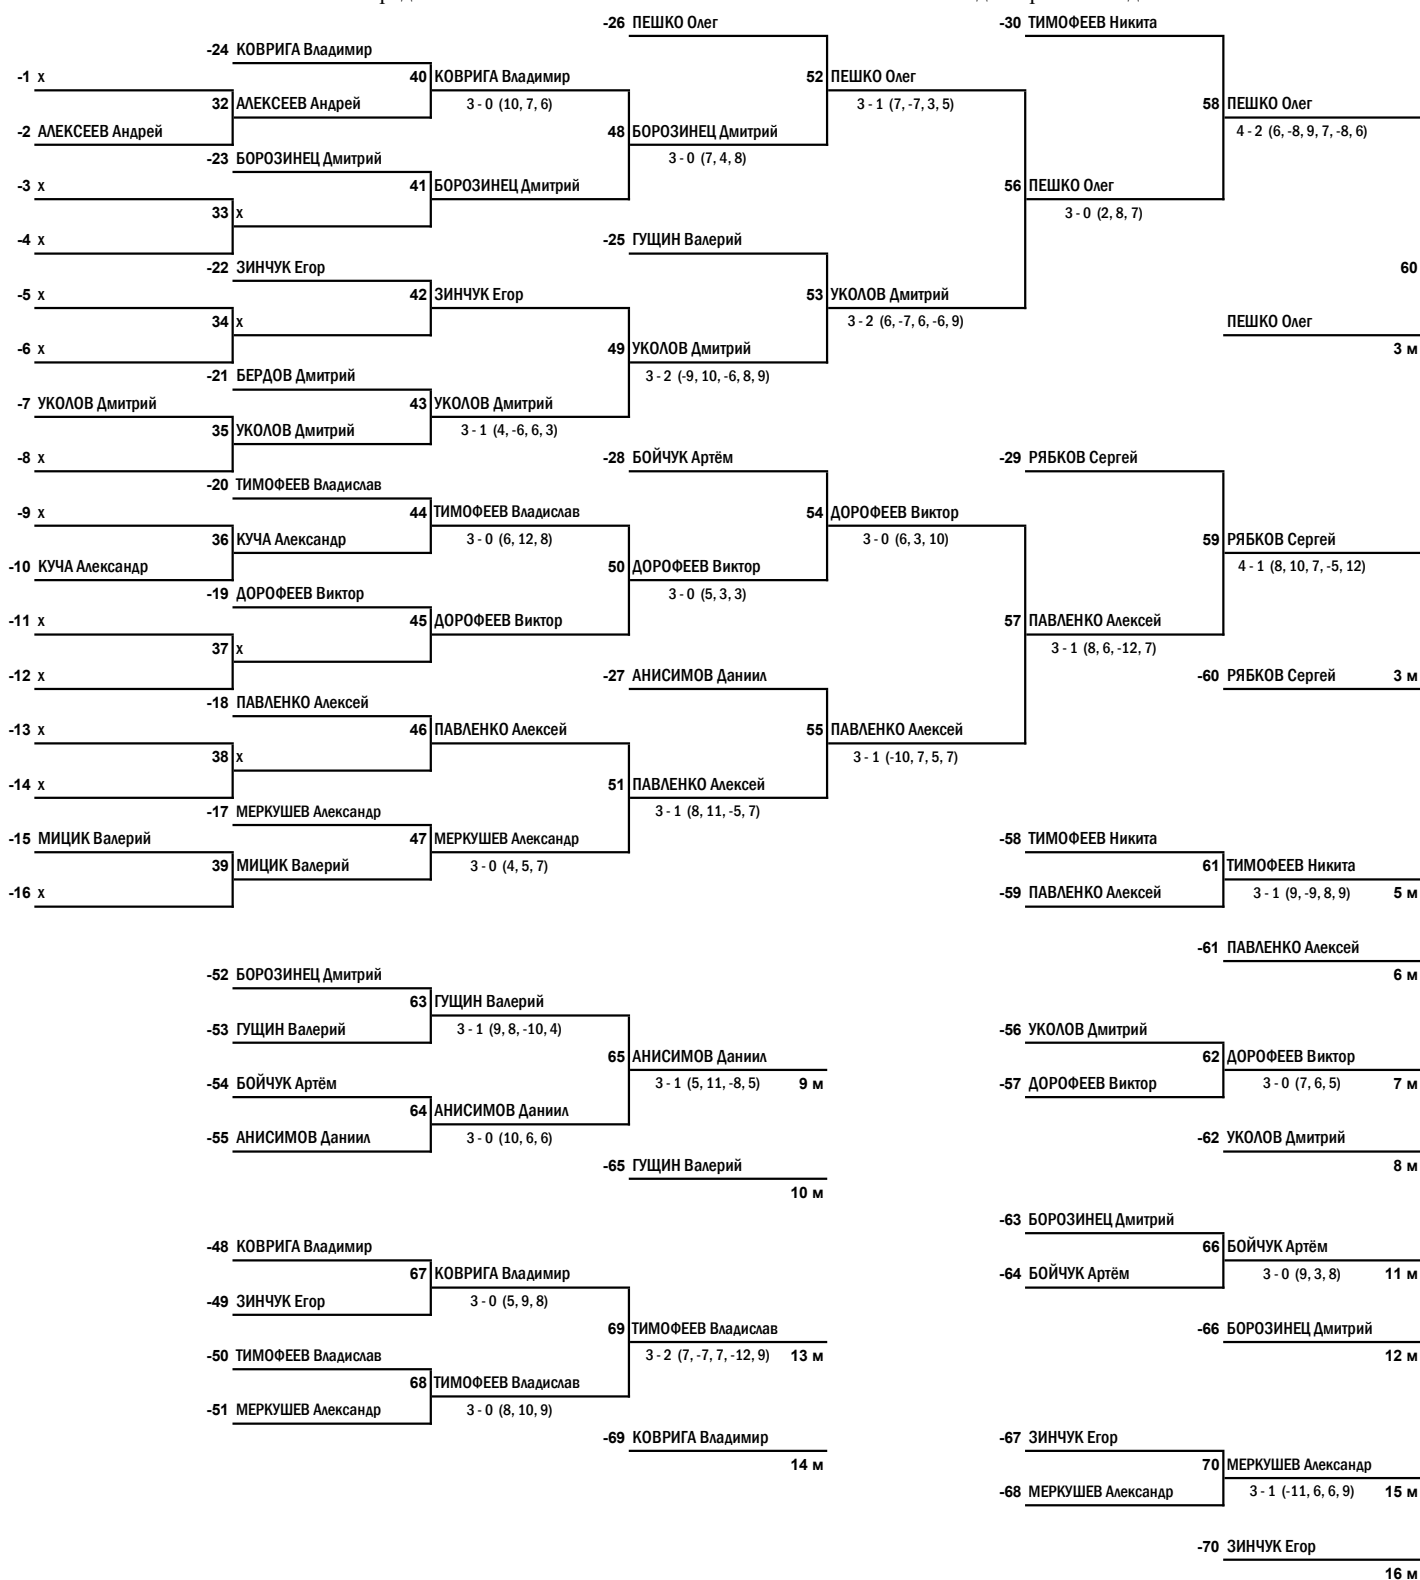 -26 ПЕШКО Олег
-30 ТИМОФЕЕВ Никита
-24 КОВРИГА Владимир
-1 х
40 КОВРИГА Владимир
52 ПЕШКО Олег
32 АЛЕКСЕЕВ Андрей
3 - 0 (10, 7, 6)
3 - 1 (7, -7, 3, 5)
58 ПЕШКО Олег
-2 АЛЕКСЕЕВ Андрей
48 БОРОЗИНЕЦ Дмитрий
4 - 2 (6, -8, 9, 7, -8, 6)
-23 БОРОЗИНЕЦ Дмитрий
3 - 0 (7, 4, 8)
-3 х
41 БОРОЗИНЕЦ Дмитрий
56 ПЕШКО Олег
33 х
3 - 0 (2, 8, 7)
-4 х
-25 ГУЩИН Валерий
-22 ЗИНЧУК Егор
60
-5 х
42 ЗИНЧУК Егор
53 УКОЛОВ Дмитрий
34 х
3 - 2 (6, -7, 6, -6, 9)
ПЕШКО Олег
-6 х
49 УКОЛОВ Дмитрий
3 м
-21 БЕРДОВ Дмитрий
3 - 2 (-9, 10, -6, 8, 9)
-7 УКОЛОВ Дмитрий
43 УКОЛОВ Дмитрий
35 УКОЛОВ Дмитрий
3 - 1 (4, -6, 6, 3)
-8 х
-28 БОЙЧУК Артём
-29 РЯБКОВ Сергей
-20 ТИМОФЕЕВ Владислав
-9 х
44 ТИМОФЕЕВ Владислав
54 ДОРОФЕЕВ Виктор
36 КУЧА Александр
3 - 0 (6, 12, 8)
3 - 0 (6, 3, 10)
59 РЯБКОВ Сергей
-10 КУЧА Александр
50 ДОРОФЕЕВ Виктор
4 - 1 (8, 10, 7, -5, 12)
-19 ДОРОФЕЕВ Виктор
3 - 0 (5, 3, 3)
-11 х
45 ДОРОФЕЕВ Виктор
57 ПАВЛЕНКО Алексей
37 х
3 - 1 (8, 6, -12, 7)
-12 х
-27 АНИСИМОВ Даниил
-60 РЯБКОВ Сергей 3 м
-18 ПАВЛЕНКО Алексей
-13 х
46 ПАВЛЕНКО Алексей
55 ПАВЛЕНКО Алексей
38 х
3 - 1 (-10, 7, 5, 7)
-14 х
51 ПАВЛЕНКО Алексей
-17 МЕРКУШЕВ Александр
3 - 1 (8, 11, -5, 7)
-15 МИЦИК Валерий
47 МЕРКУШЕВ Александр
-58 ТИМОФЕЕВ Никита
39 МИЦИК Валерий
3 - 0 (4, 5, 7)
61 ТИМОФЕЕВ Никита
-16 х
-59 ПАВЛЕНКО Алексей
3 - 1 (9, -9, 8, 9) 5 м
-61 ПАВЛЕНКО Алексей
6 м
-52 БОРОЗИНЕЦ Дмитрий
63 ГУЩИН Валерий
-53 ГУЩИН Валерий
3 - 1 (9, 8, -10, 4)
-56 УКОЛОВ Дмитрий
65 АНИСИМОВ Даниил
62 ДОРОФЕЕВ Виктор
-54 БОЙЧУК Артём
3 - 1 (5, 11, -8, 5) 9 м
-57 ДОРОФЕЕВ Виктор
3 - 0 (7, 6, 5) 7 м
64 АНИСИМОВ Даниил
-55 АНИСИМОВ Даниил
3 - 0 (10, 6, 6)
-62 УКОЛОВ Дмитрий
-65 ГУЩИН Валерий
8 м
10 м
-63 БОРОЗИНЕЦ Дмитрий
-48 КОВРИГА Владимир
66 БОЙЧУК Артём
67 КОВРИГА Владимир
-64 БОЙЧУК Артём
3 - 0 (9, 3, 8) 11 м
-49 ЗИНЧУК Егор
3 - 0 (5, 9, 8)
69 ТИМОФЕЕВ Владислав
-66 БОРОЗИНЕЦ Дмитрий
-50 ТИМОФЕЕВ Владислав
3 - 2 (7, -7, 7, -12, 9) 13 м
12 м
68 ТИМОФЕЕВ Владислав
-51 МЕРКУШЕВ Александр
3 - 0 (8, 10, 9)
-69 КОВРИГА Владимир
-67 ЗИНЧУК Егор
14 м
70 МЕРКУШЕВ Александр
-68 МЕРКУШЕВ Александр
3 - 1 (-11, 6, 6, 9) 15 м
-70 ЗИНЧУК Егор
16 м